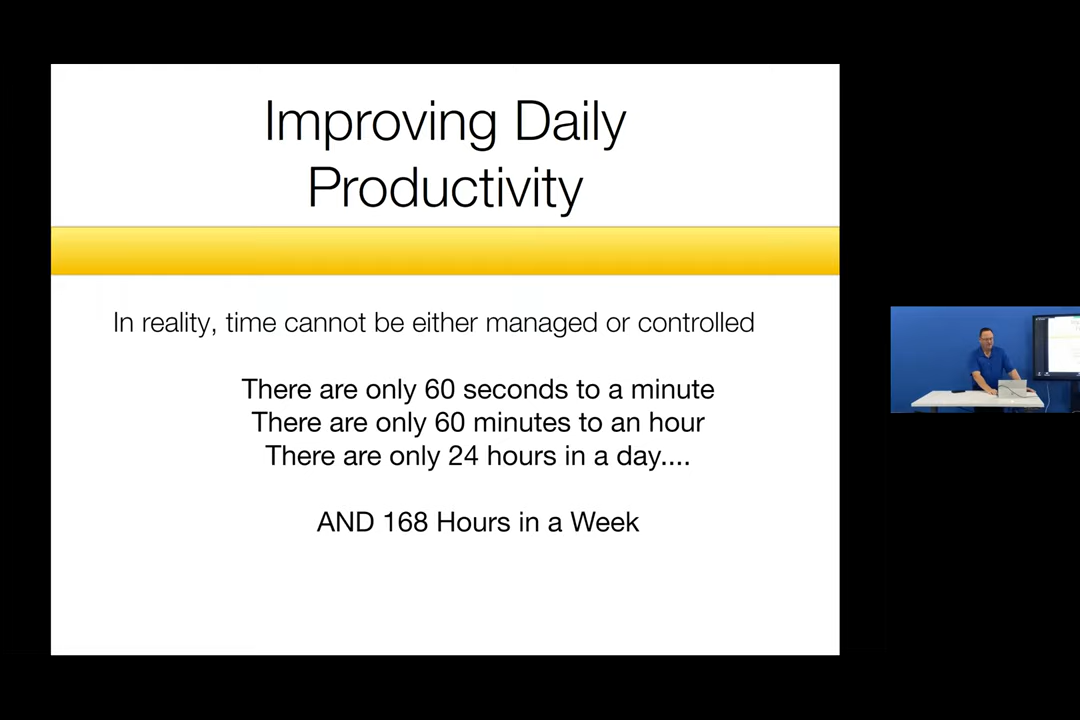 Improving Daily
Productivity
In reality, time cannot be either managed or controlled
There are only 60 seconds to a minute
There are only 60 minutes to an hour
There are only 24 hours in a day....
AND 168 Hours in a Week